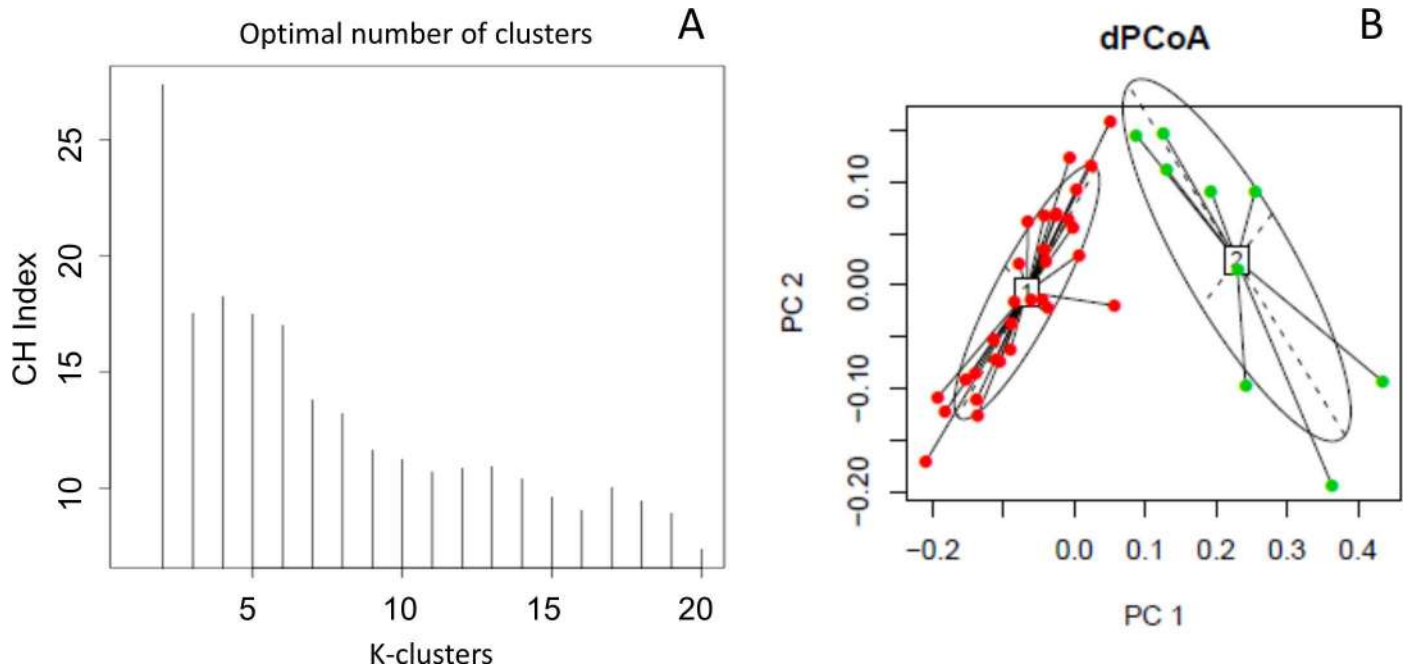 Optimal number of clusters
A
25
20
15
10
CH Index
5
10
15
20
K-clusters
dPCoA
B
0.10
0.00
−0.10
−0.20
PC 2
1
2
−0.2
0.0
0.1
0.2
0.3
0.4
PC 1